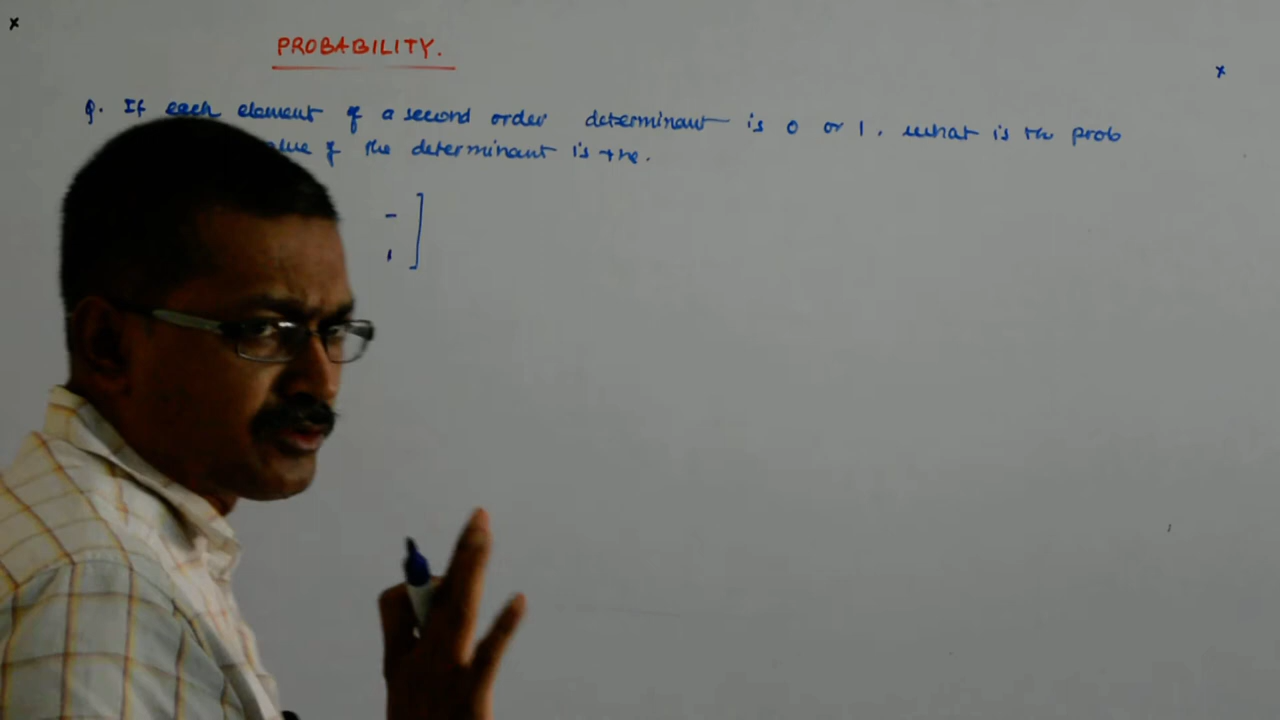 PROBABILITY.
Q. If each element of a second order determinant is 0 or 1. what is the prob
of the determinant is +ve.